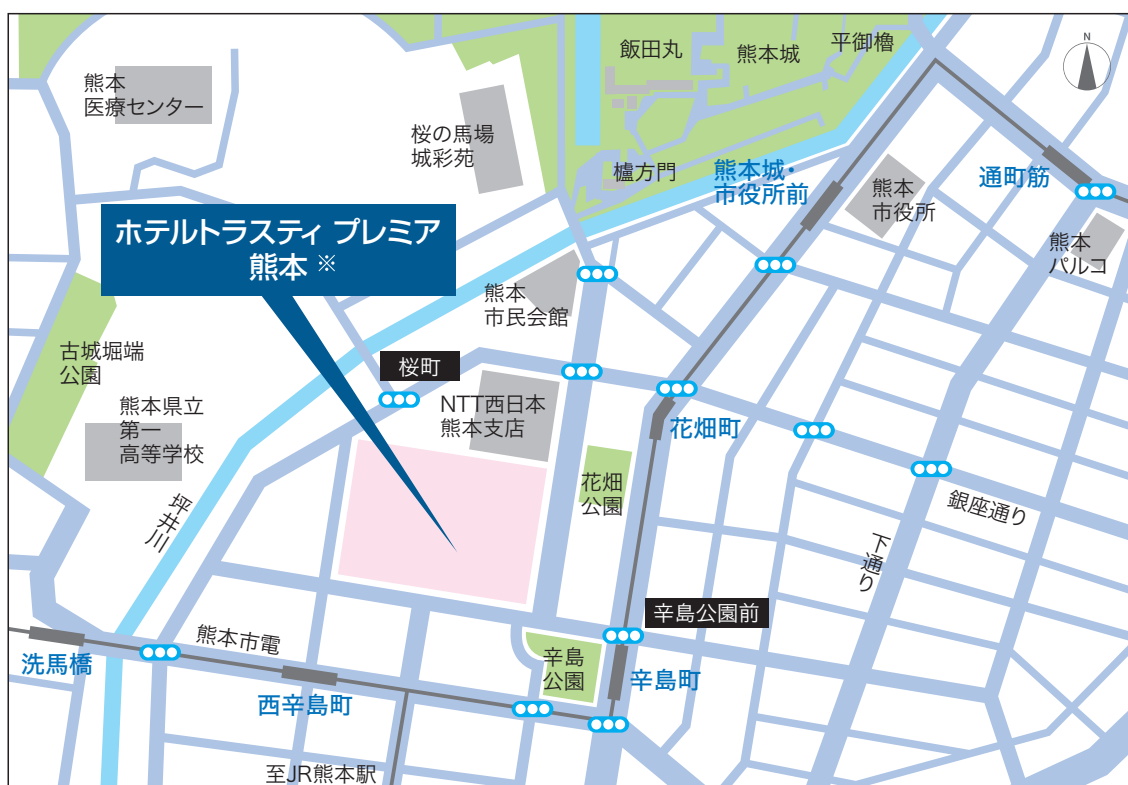 飯田丸
熊本城
平御櫓
N
熊本
医療センター
桜の馬場
城彩苑
櫨方門
熊本城・
市役所前
熊本
市役所
通町筋
熊本
パルコ
ホテルトラスティ プレミア
熊本 ※
熊本
市民会館
古城堀端
公園
桜町
熊本県立
第一
高等学校
NTT西日本
熊本支店
花畑町
花畑
公園
銀座通り
坪井川
下通り
辛島公園前
熊本市電
洗馬橋
西辛島町
辛島
公園
辛島町
至JR熊本駅